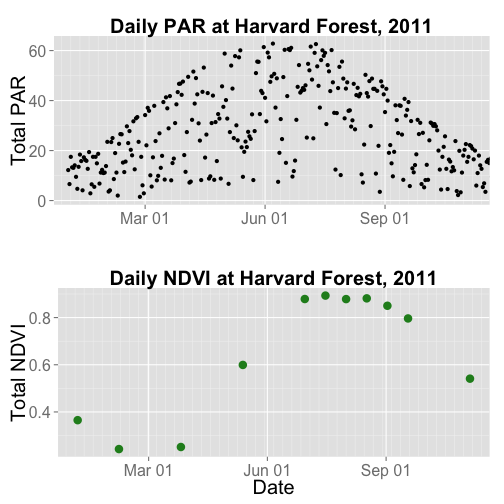 Daily PAR at Harvard Forest, 2011
Total PAR
60
40
20
0
Mar 01 Jun 01 Sep 01
Daily NDVI at Harvard Forest, 2011
Total NDVI
0.8
0.6
0.4
Mar 01 Jun 01 Sep 01
Date